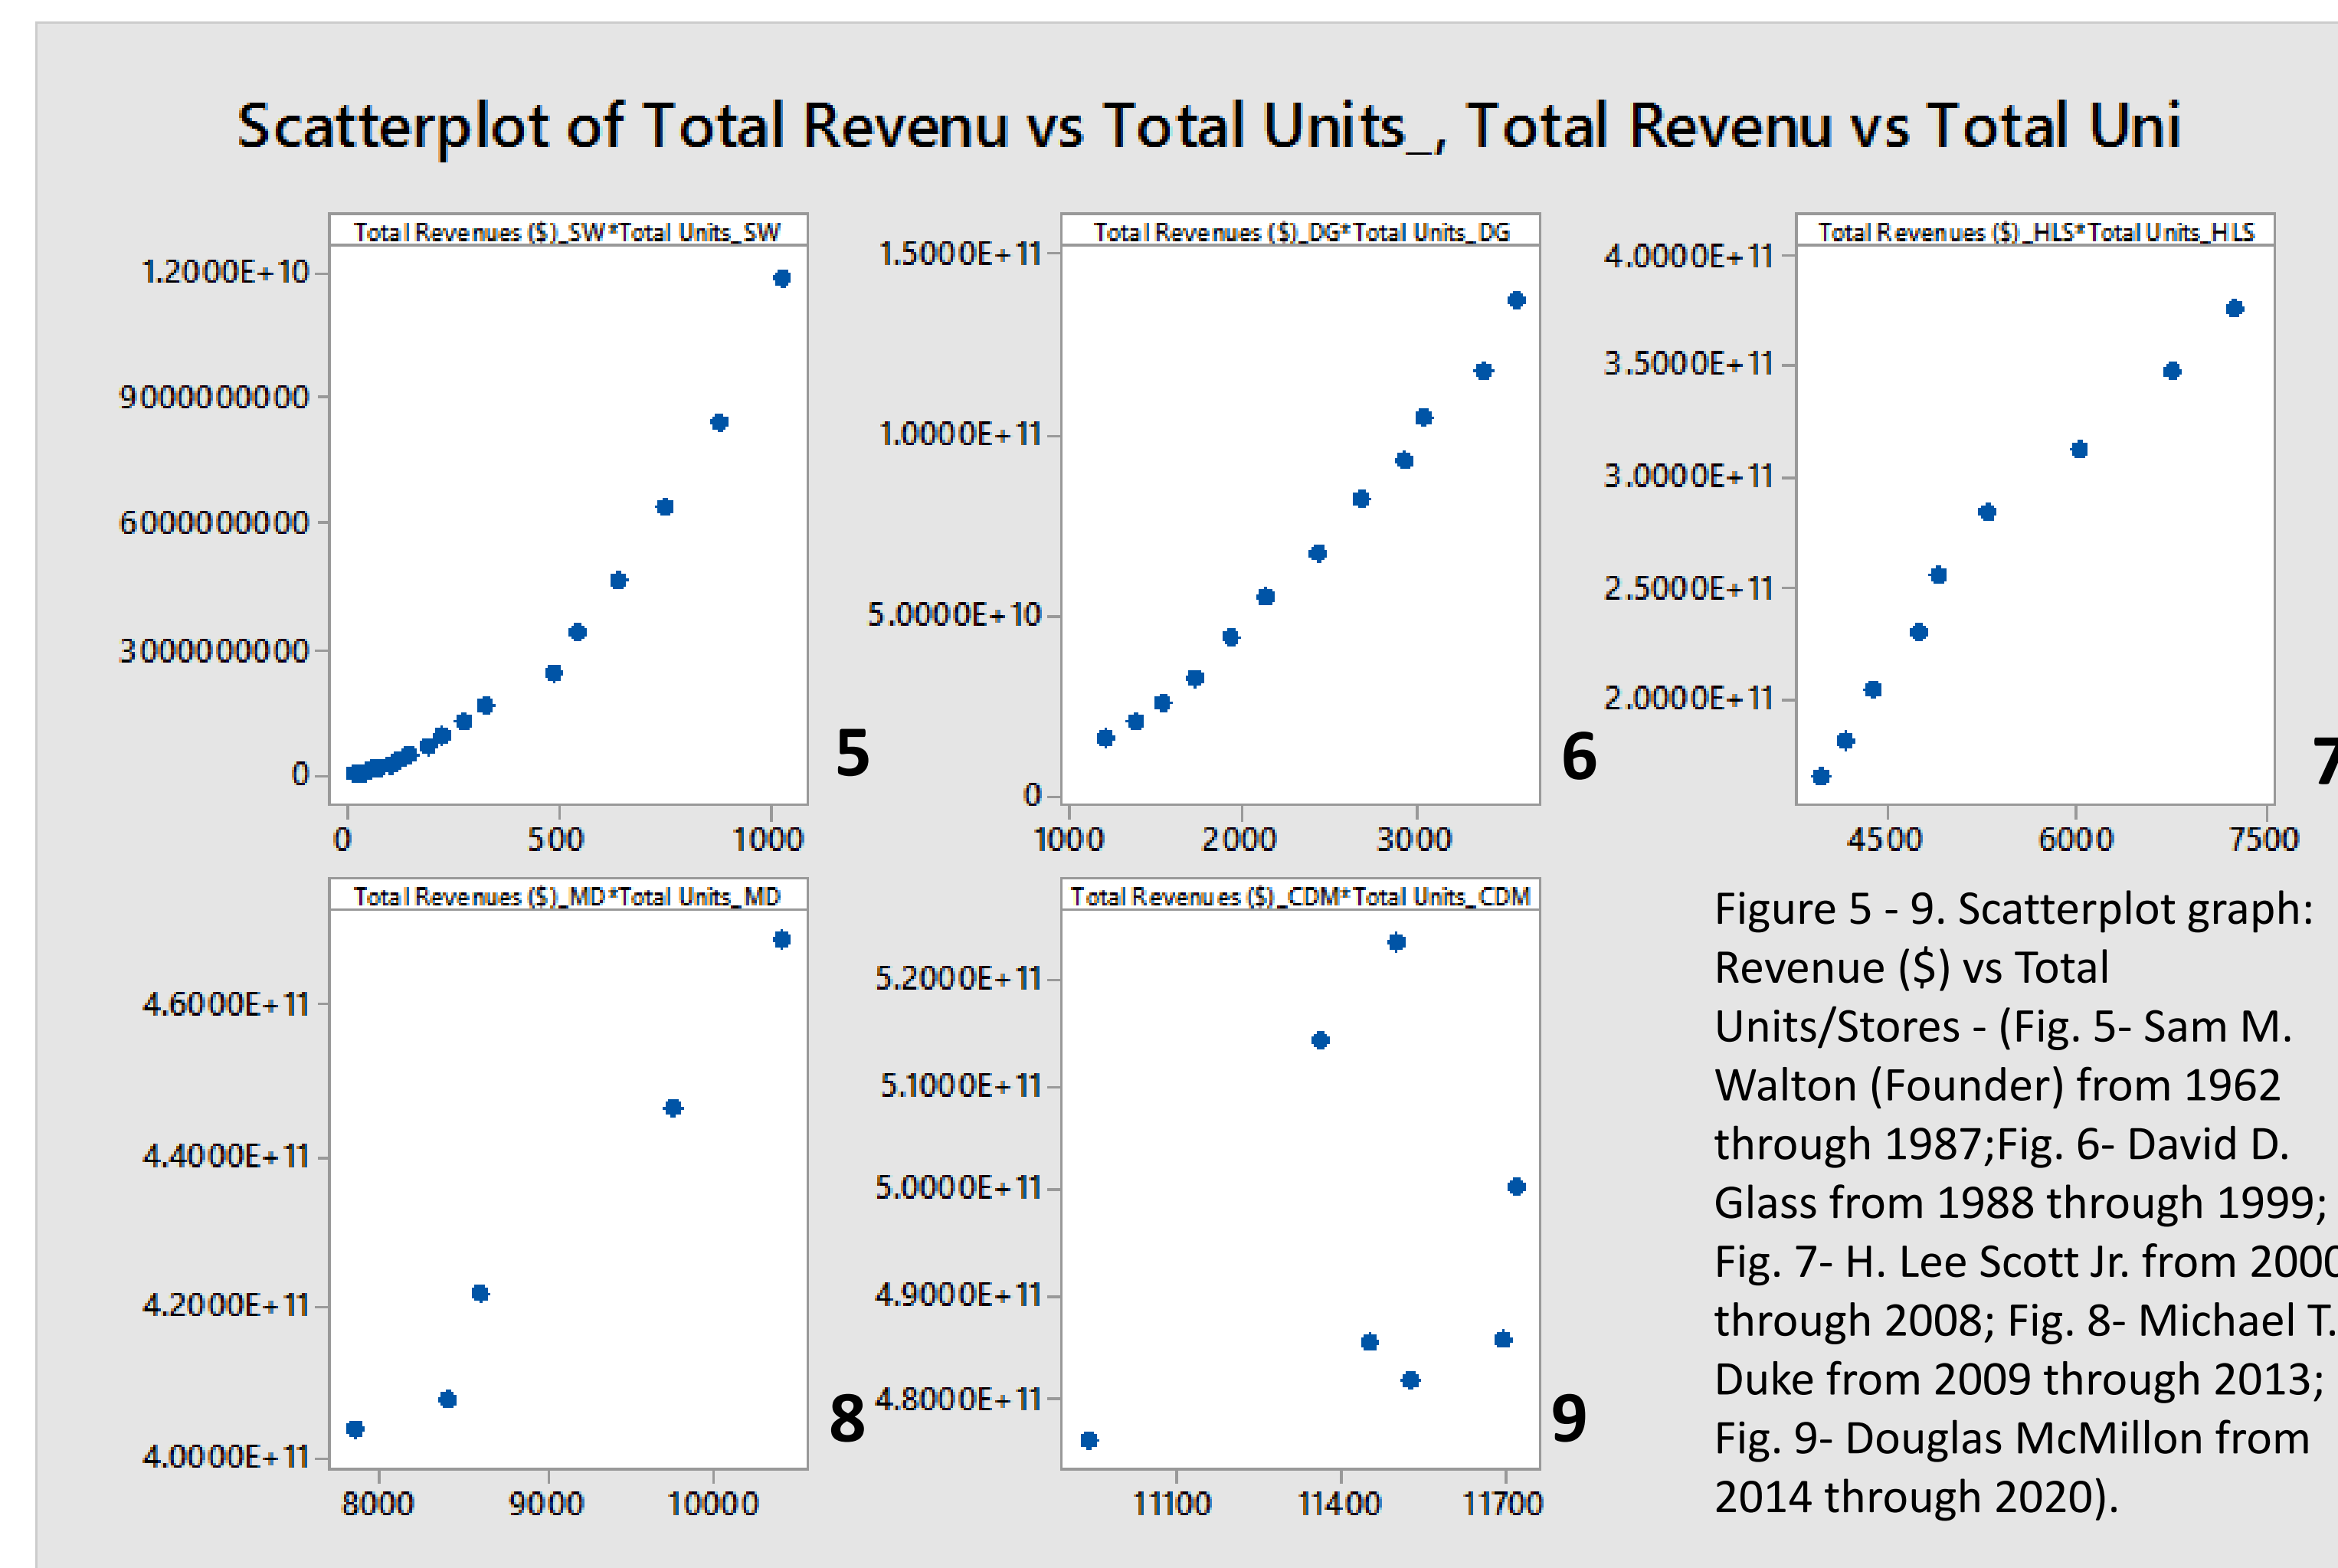 Scatterplot of Total Revenu vs Total Units_, Total Revenu vs Total Uni
Total Revenues ($)_SW*Total Units_SW
1.2000E+10
9000000000
6000000000
3000000000
0
0 500 1000
5
Total Revenues ($)_DG*Total Units_DG
1.5000E+11
1.0000E+11
5.0000E+10
0
1000 2000 3000
6
Total Revenues ($)_HLS*Total Units_HLS
4.0000E+11
3.5000E+11
3.0000E+11
2.5000E+11
2.0000E+11
4500 6000 7500
7
Total Revenues ($)_MD*Total Units_MD
4.6000E+11
4.4000E+11
4.2000E+11
4.0000E+11
8000 9000 10000
8
Total Revenues ($)_CDM*Total Units_CDM
5.2000E+11
5.1000E+11
5.0000E+11
4.9000E+11
4.8000E+11
11100 11400 11700
9
Figure 5 - 9. Scatterplot graph:
Revenue ($) vs Total
Units/Stores - (Fig. 5- Sam M.
Walton (Founder) from 1962
through 1987;Fig. 6- David D.
Glass from 1988 through 1999;
Fig. 7- H. Lee Scott Jr. from 2000
through 2008; Fig. 8- Michael T.
Duke from 2009 through 2013;
Fig. 9- Douglas McMillon from
2014 through 2020).